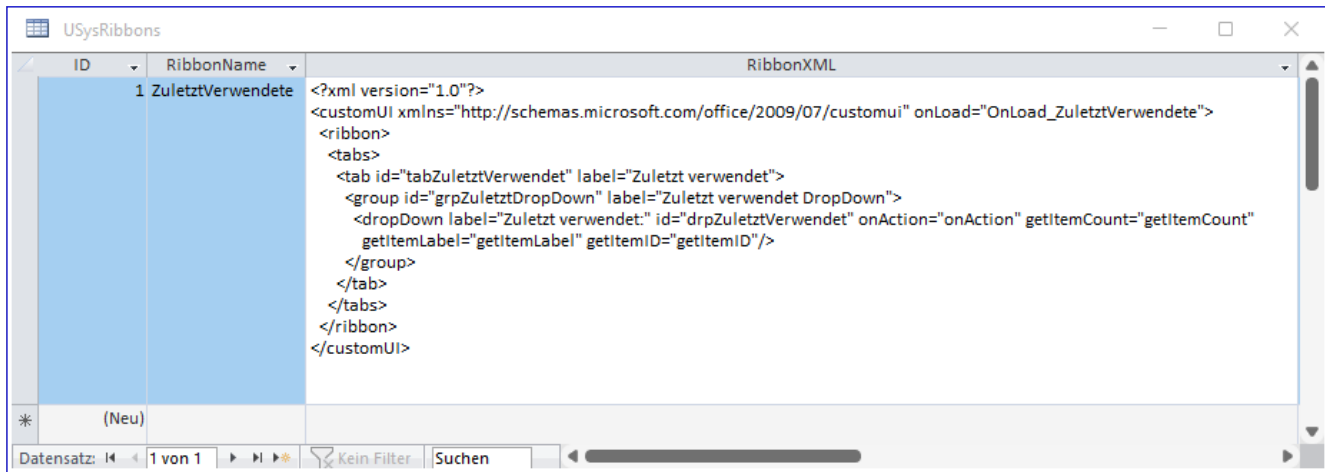 USysRibbons
ID RibbonName RibbonXML
1 ZuletztVerwendete <?xml version="1.0"?>
<customUI xmlns="http://schemas.microsoft.com/office/2009/07/customui" onLoad="OnLoad_ZuletztVerwendete">
<ribbon>
<tabs>
<tab id="tabZuletztVerwendet" label="Zuletzt verwendet">
<group id="grpZuletztDropDown" label="Zuletzt verwendet DropDown">
<dropDown label="Zuletzt verwendet:" id="drpZuletztVerwendet" onAction="onAction" getItemCount="getItemCount"
getItemLabel="getItemLabel" getItemID="getItemID"/>
</group>
</tab>
</tabs>
</ribbon>
</customUI>
(Neu)
Datensatz: 1 von 1 Kein Filter Suchen